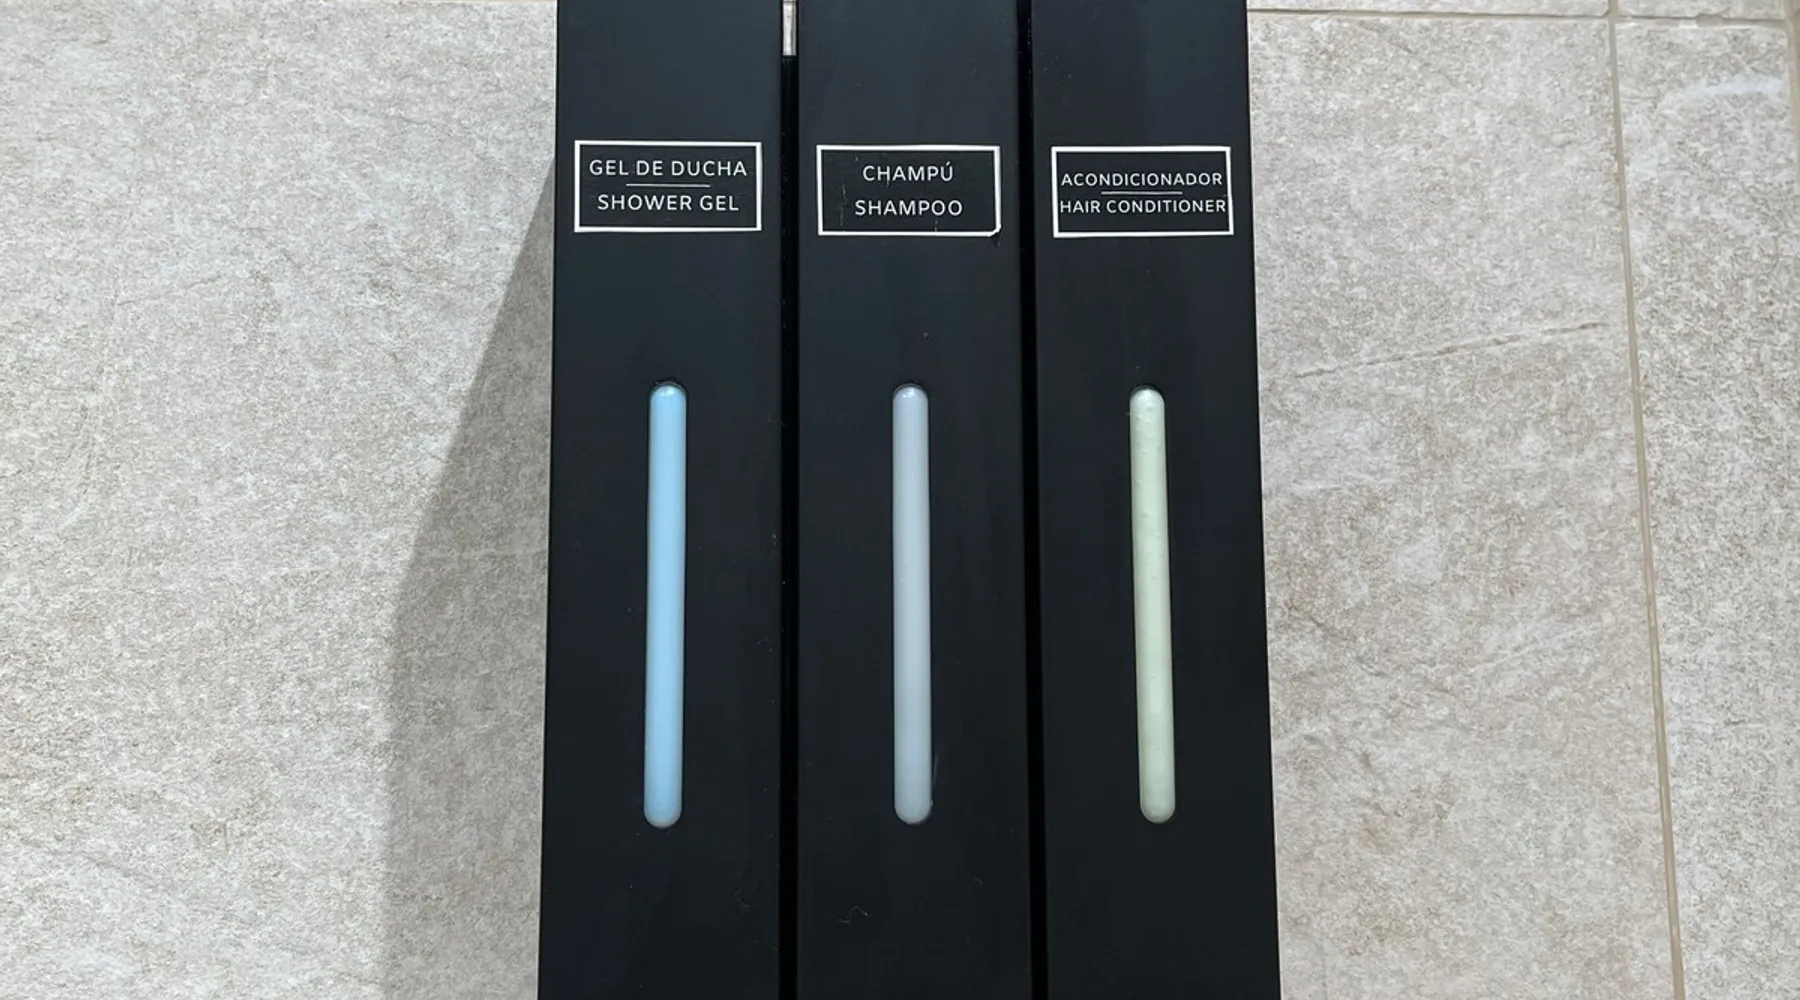 GEL DE DUCHA
SHOWER GEL
CHAMPÚ
SHAMPOO
ACONDICIONADOR
HAIR CONDITIONER